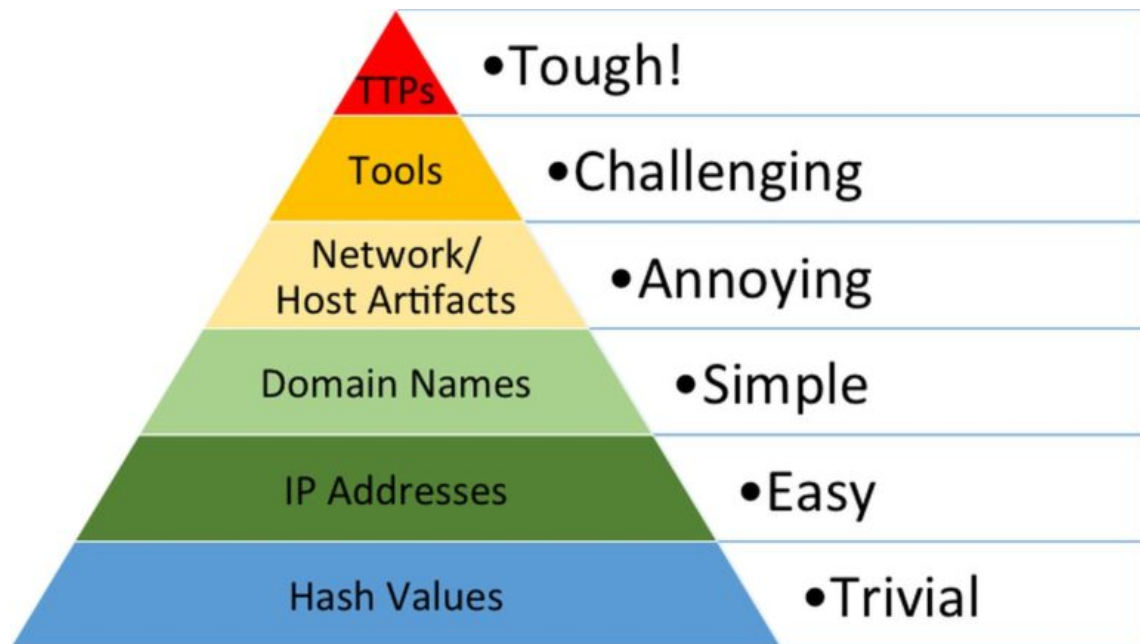 TTPs
•Tough!
Tools
•Challenging
Network/
Host Artifacts
•Annoying
Domain Names
•Simple
IP Addresses
•Easy
Hash Values
•Trivial